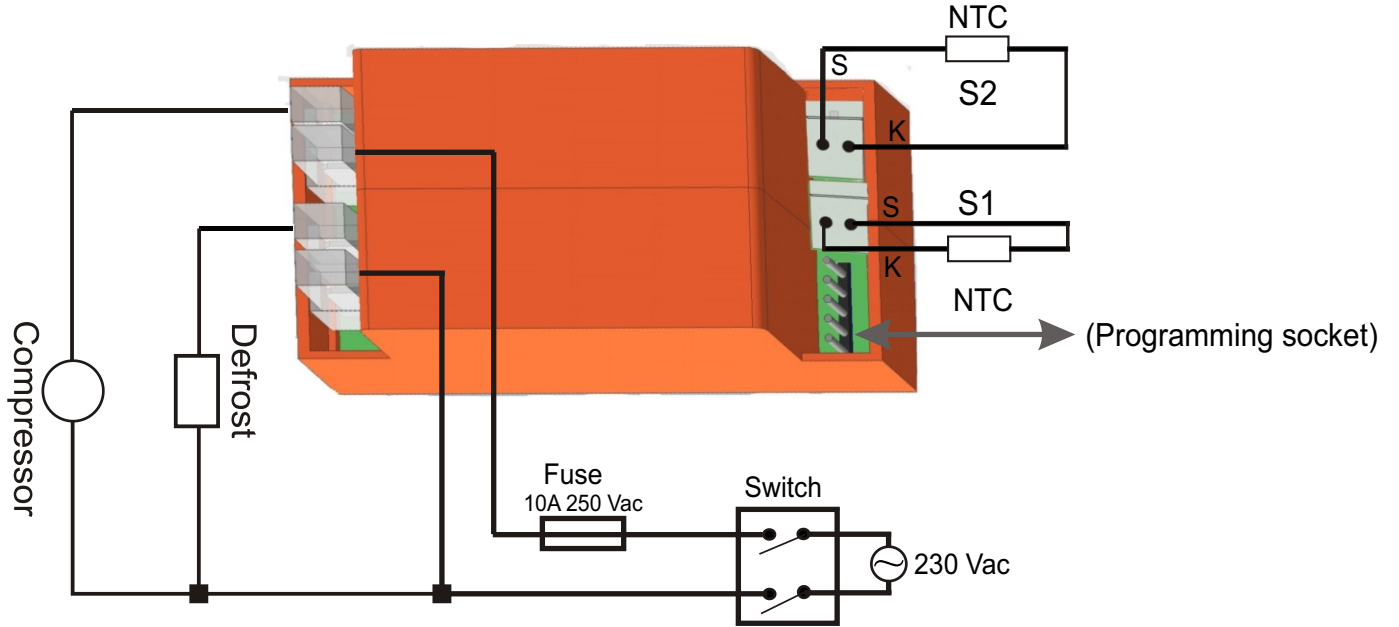 NTC
S
S2
K
S
S1
K
NTC
(Programming socket)
Compressor
Defrost
Fuse
10A 250 Vac
Switch
230 Vac